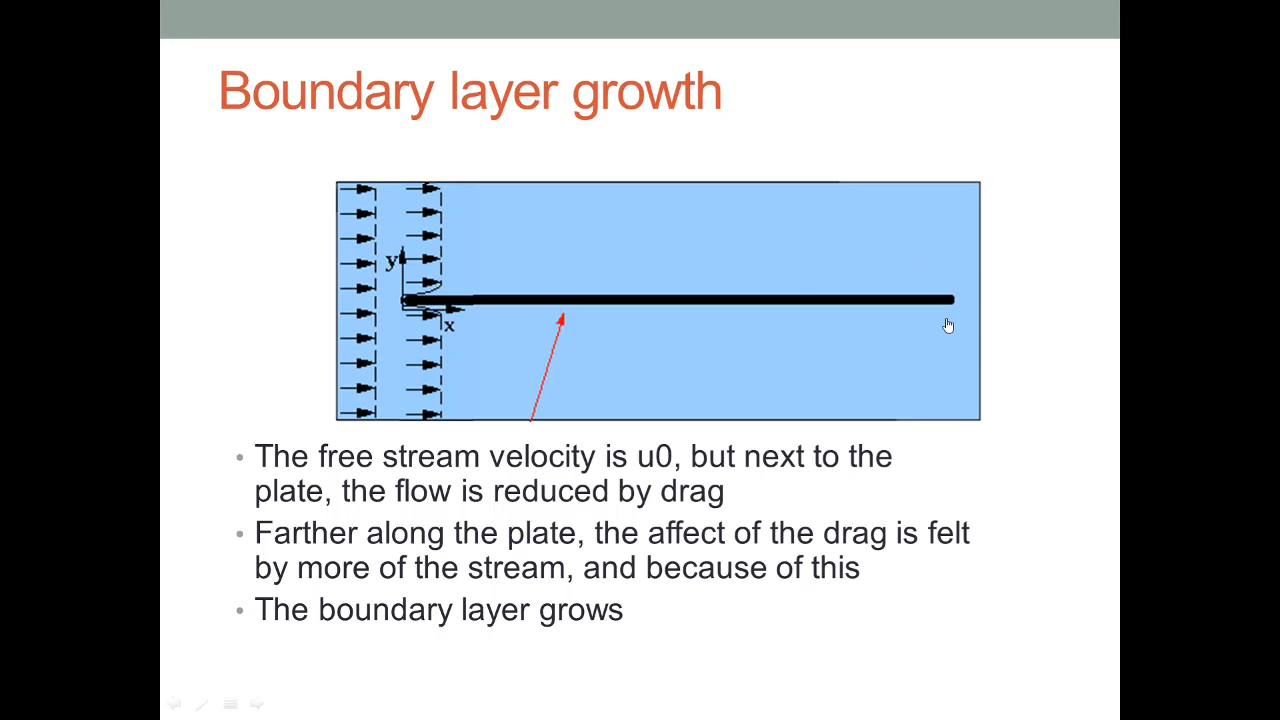 Boundary layer growth
y
x
• The free stream velocity is u0, but next to the
plate, the flow is reduced by drag
• Farther along the plate, the affect of the drag is felt
by more of the stream, and because of this
• The boundary layer grows